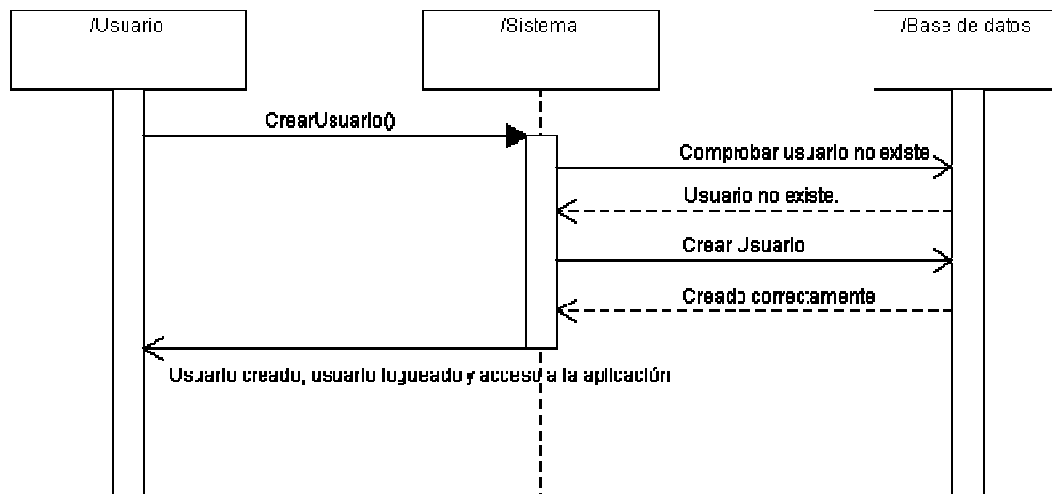 /Usuario
/Sistema
/Base de datos
CrearUsuario()
Comprobar usuario no existe
Usuario no existe.
Crear Usuario
Creado correctamente
Usuario creado, usuario logueado y acceso a la aplicación